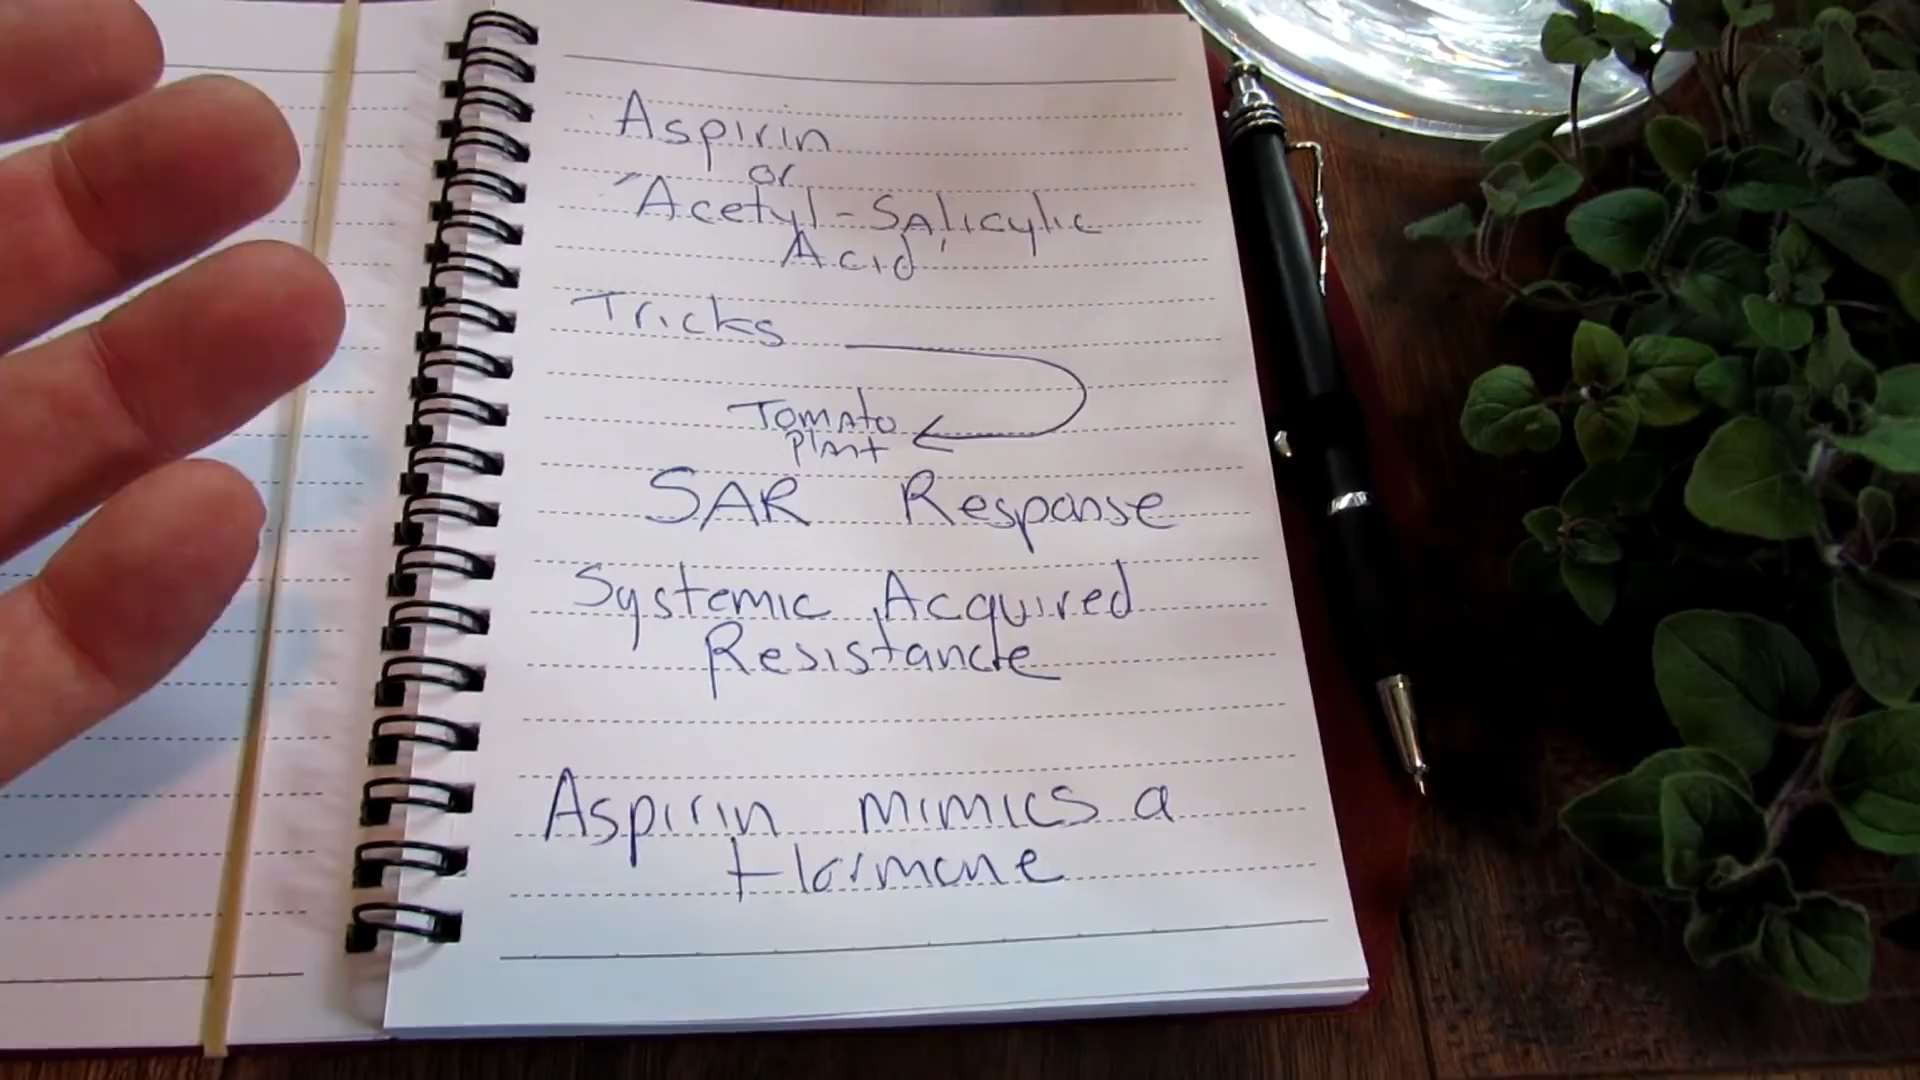 Aspirin
or
"Acetyl-Salicylic
Acid
Tricks
Tomato
Plant
SAR Response
Systemic Acquired
Resistance
Aspirin mimics a
Hormone